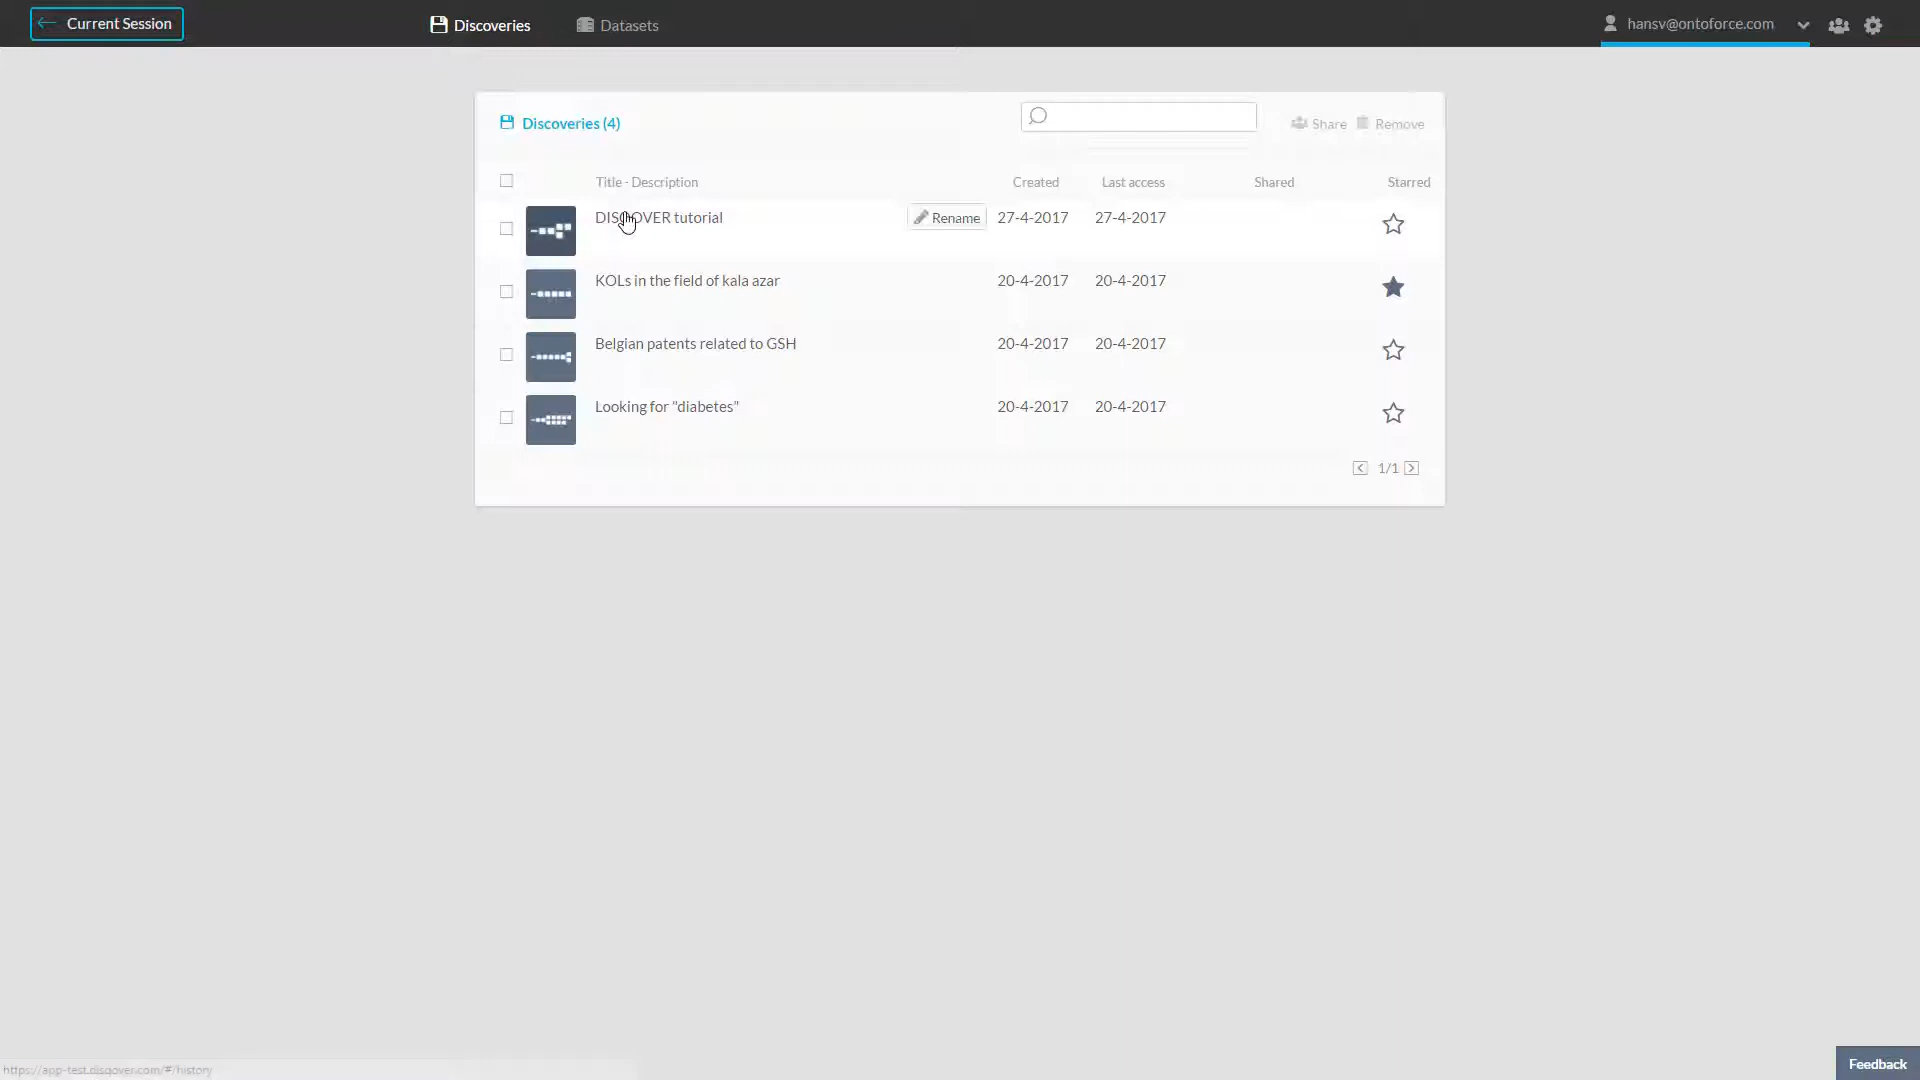 Current Session
Discoveries
Datasets
hansv@ontoforce.com
Discoveries (4)
Share
Remove
Title - Description
Created
Last access
Shared
Starred
DISQOVER tutorial
Rename
27-4-2017
27-4-2017
KOLs in the field of kala azar
20-4-2017
20-4-2017
Belgian patents related to GSH
20-4-2017
20-4-2017
Looking for "diabetes"
20-4-2017
20-4-2017
1/1
Feedback
https://app-test.disqover.com/#/history